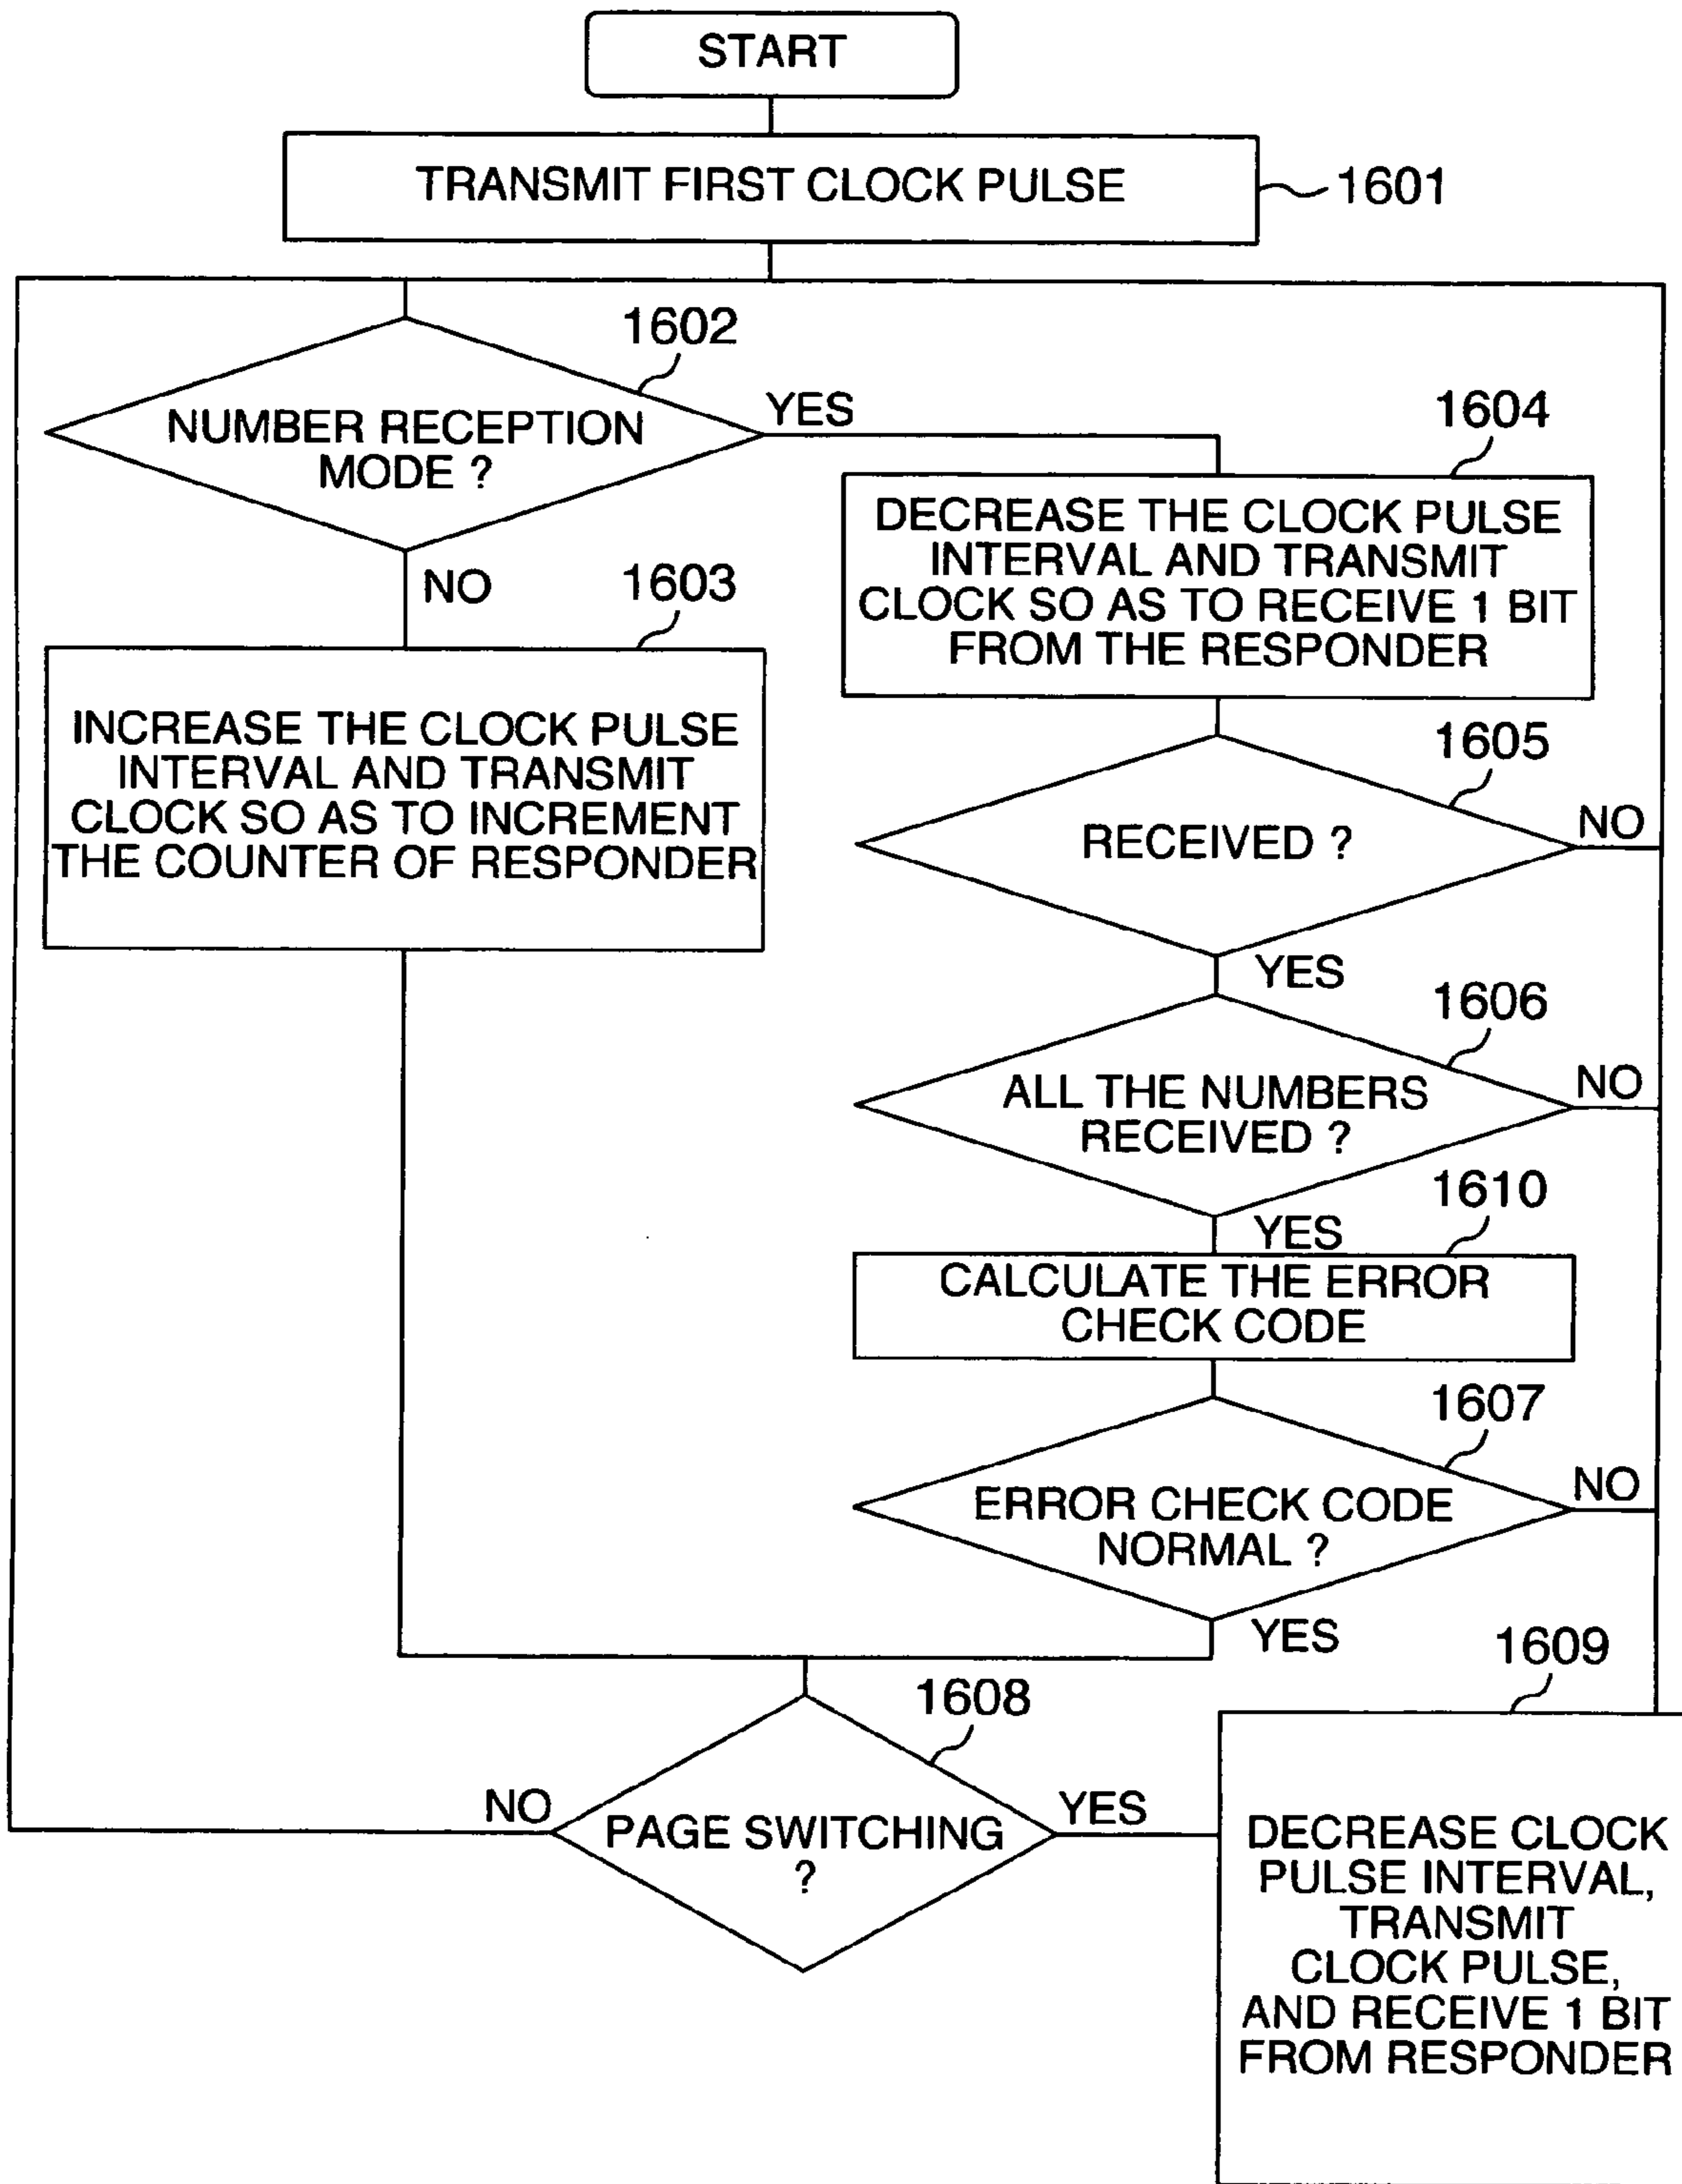 START
TRANSMIT FIRST CLOCK PULSE
1601
1602
NUMBER RECEPTION
MODE ?
YES
NO
1603
INCREASE THE CLOCK PULSE
INTERVAL AND TRANSMIT
CLOCK SO AS TO INCREMENT
THE COUNTER OF RESPONDER
1604
DECREASE THE CLOCK PULSE
INTERVAL AND TRANSMIT
CLOCK SO AS TO RECEIVE 1 BIT
FROM THE RESPONDER
1605
RECEIVED ?
NO
YES
1606
ALL THE NUMBERS
RECEIVED ?
NO
YES
1610
CALCULATE THE ERROR
CHECK CODE
1607
ERROR CHECK CODE
NORMAL ?
NO
YES
1608
PAGE SWITCHING
?
NO
YES
1609
DECREASE CLOCK
PULSE INTERVAL,
TRANSMIT
CLOCK PULSE,
AND RECEIVE 1 BIT
FROM RESPONDER